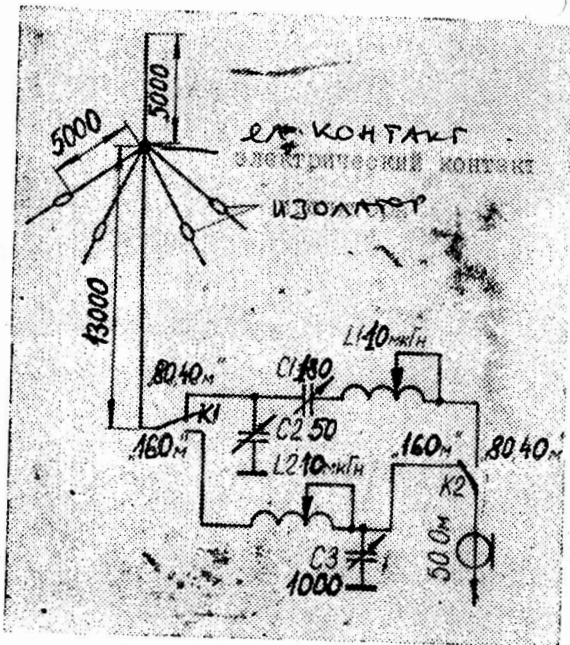 5000
5000
эл. КОНТАКТ
электрический контакт
ИЗОЛАТОР
13000
„80,40м“
C1 180
L1 10мкГн
K1
„160м“
C2 50
L2 10мкГн
„160м“
„80,40м“
K2
C3
1000
50 Ом